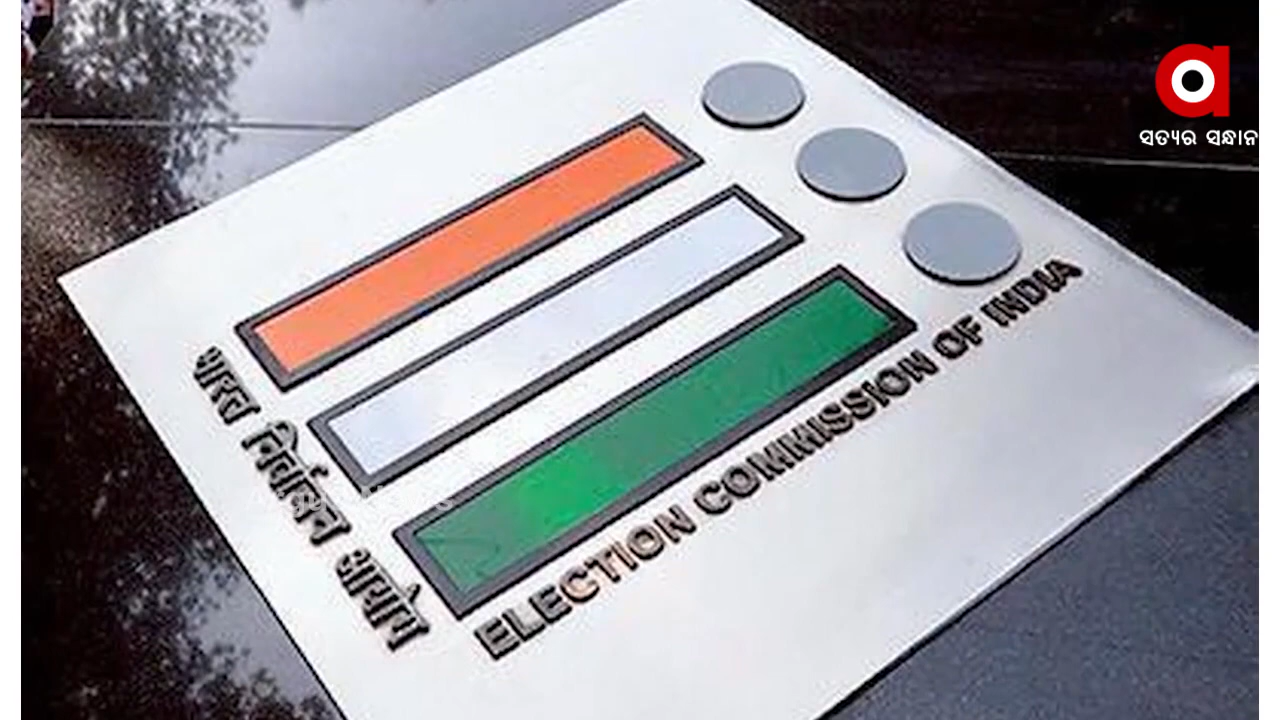 ସତ୍ୟର ସନ୍ଧାନ
भारत निर्वाचन आयोग
ELECTION COMMISSION OF INDIA